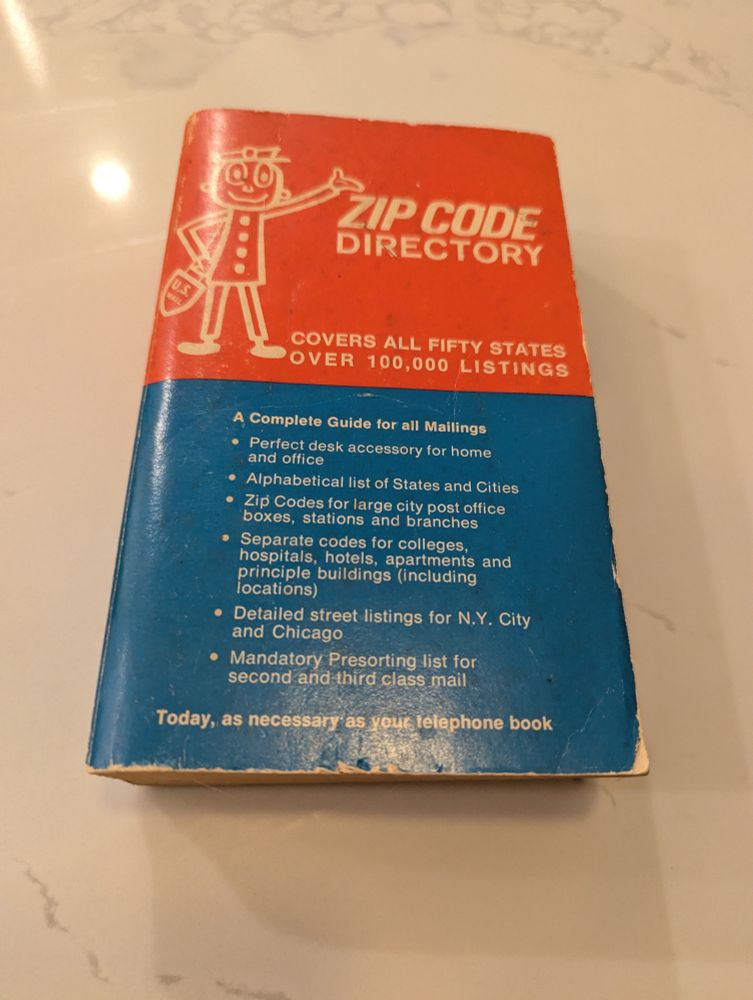 ZIP CODE
DIRECTORY
U.S.
MAIL
COVERS ALL FIFTY STATES
OVER 100,000 LISTINGS
A Complete Guide for all Mailings
• Perfect desk accessory for home
and office
• Alphabetical list of States and Cities
• Zip Codes for large city post office
boxes, stations and branches
• Separate codes for colleges,
hospitals, hotels, apartments and
principle buildings (including
locations)
• Detailed street listings for N.Y. City
and Chicago
• Mandatory Presorting list for
second and third class mail
Today, as necessary as your telephone book